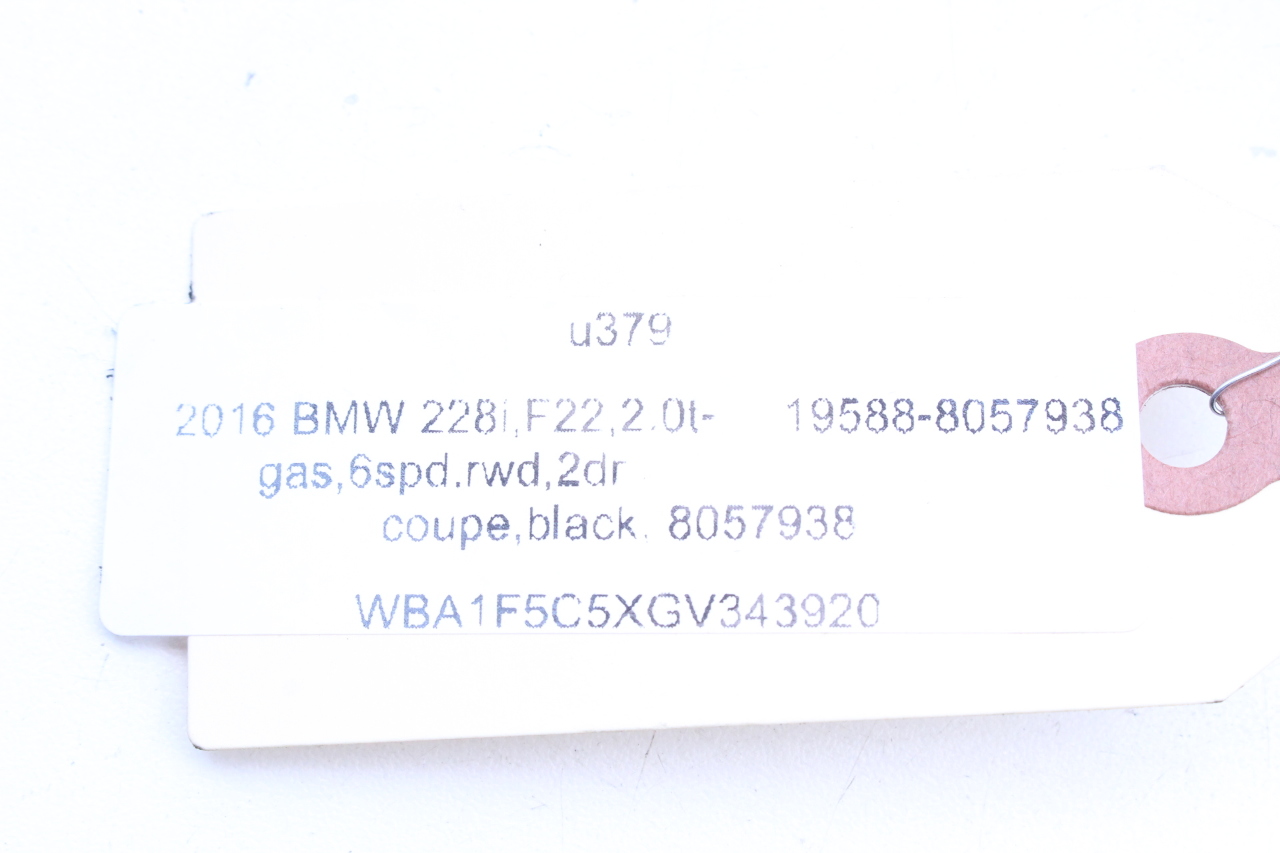 u379
2016 BMW 228i,F22,2.0t- 19588-8057938
gas,6spd.rwd,2dr
coupe,black. 8057938
WBA1F5C5XGV343920